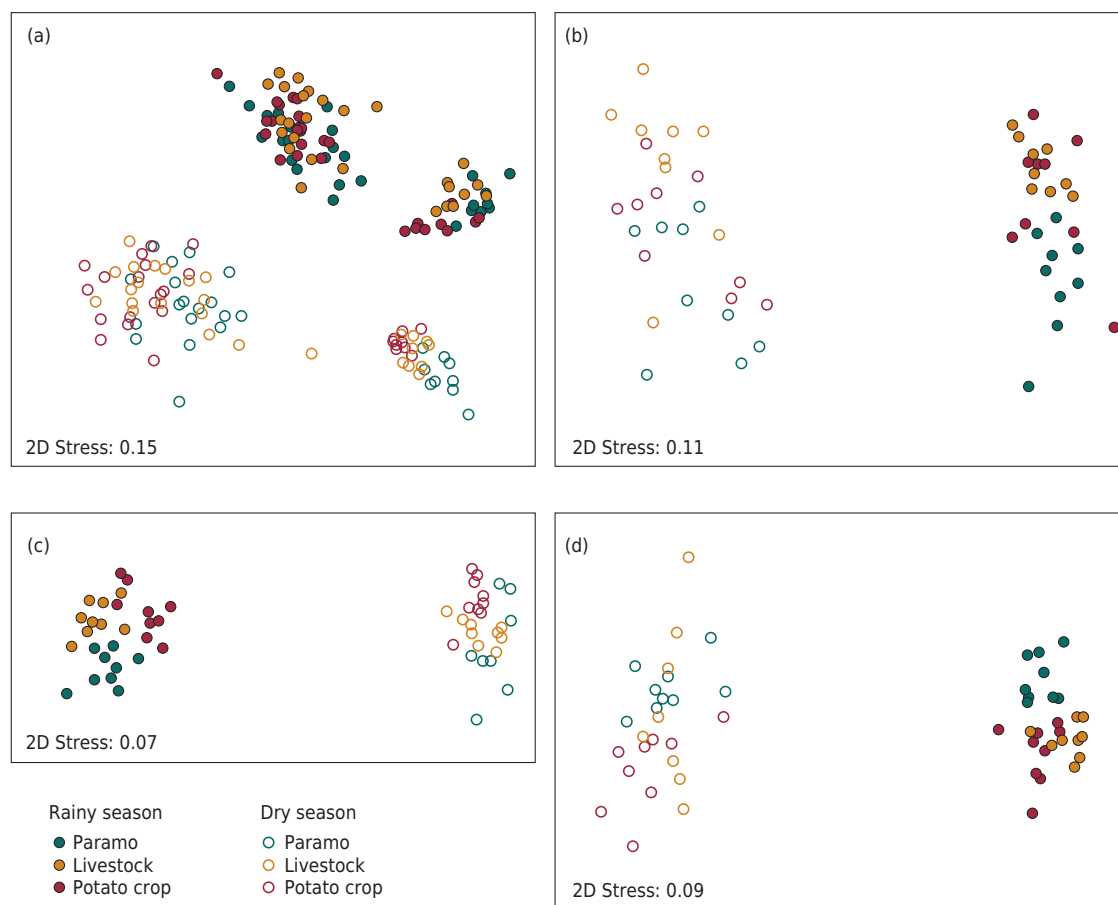 (a)
2D Stress: 0.15
(b)
2D Stress: 0.11
(c)
2D Stress: 0.07
(d)
2D Stress: 0.09
Rainy season
Paramo
Livestock
Potato crop
Dry season
Paramo
Livestock
Potato crop